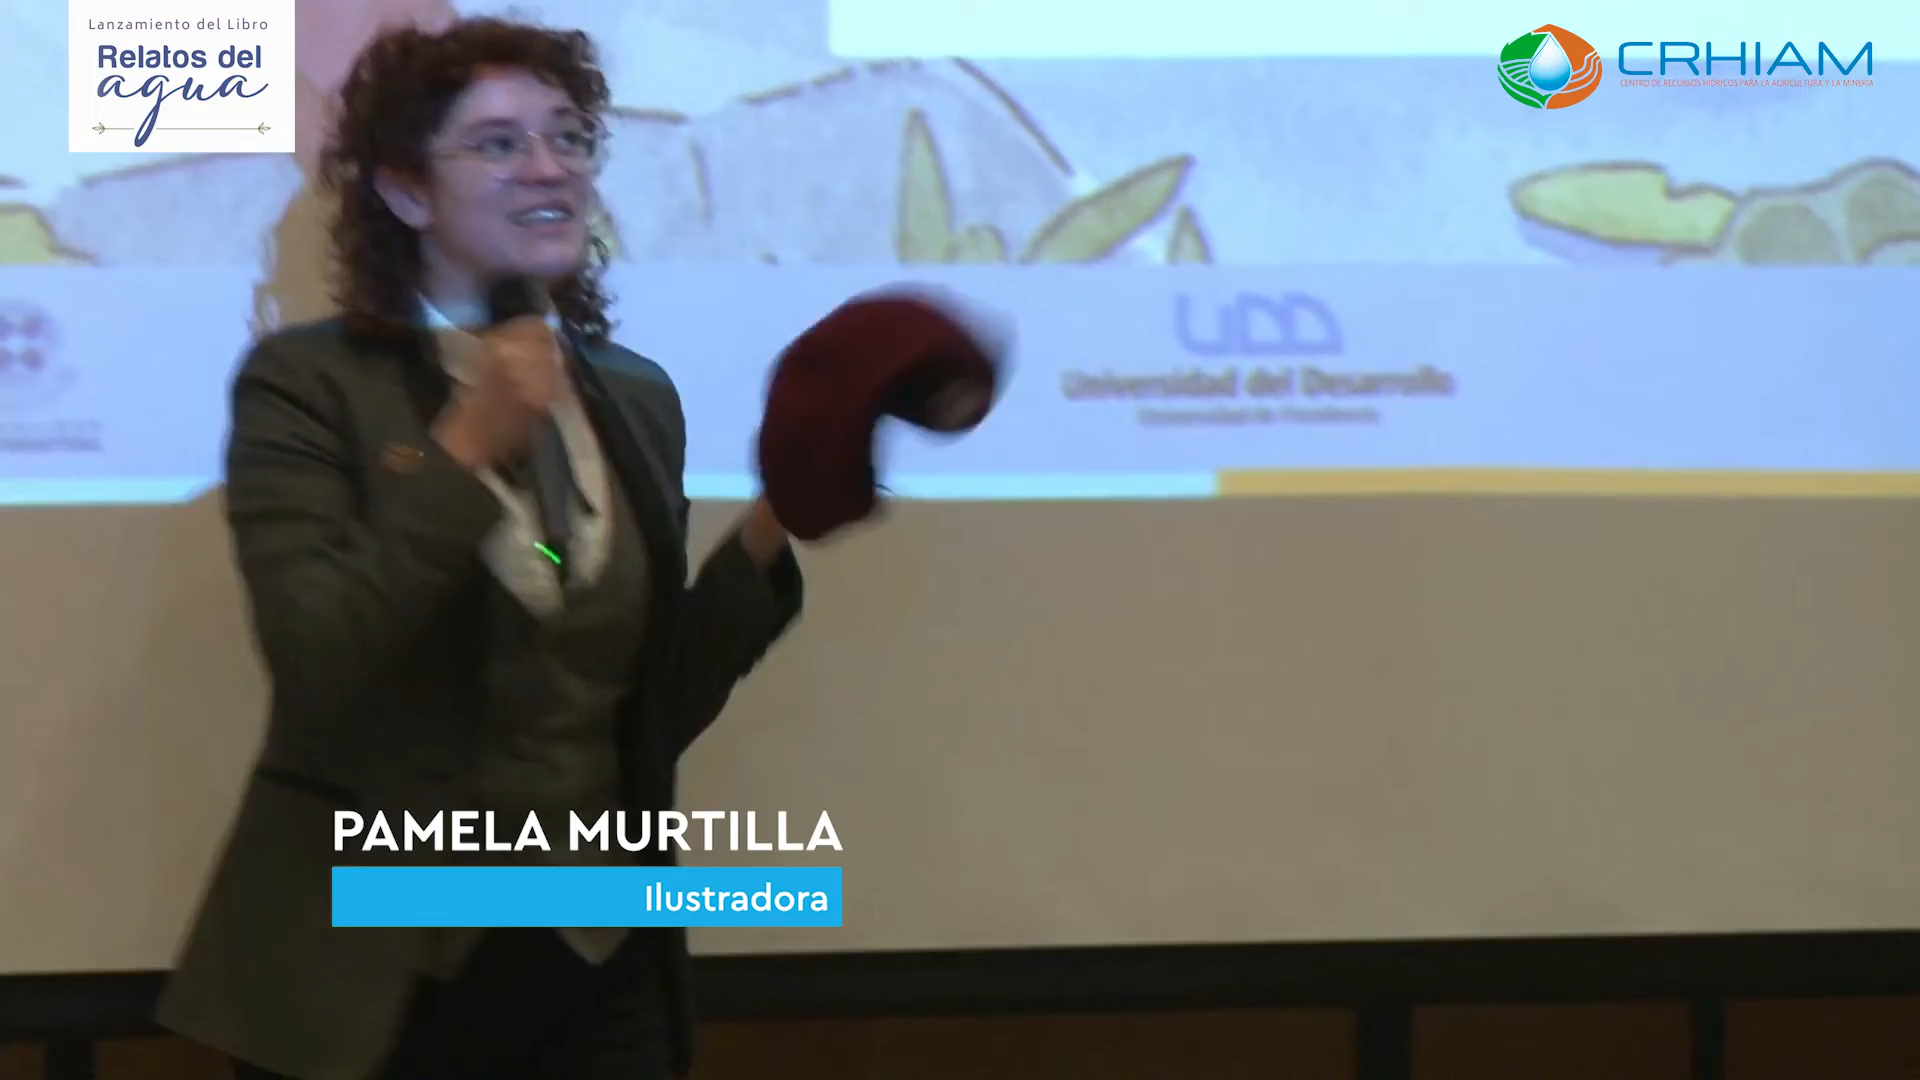 Lanzamiento del Libro
Relatos del
agua
CRHIAM
CENTRO DE RECURSOS HÍDRICOS PARA LA AGRICULTURA Y LA MINERÍA
UDD
Universidad del Desarrollo
PAMELA MURTILLA
Ilustradora